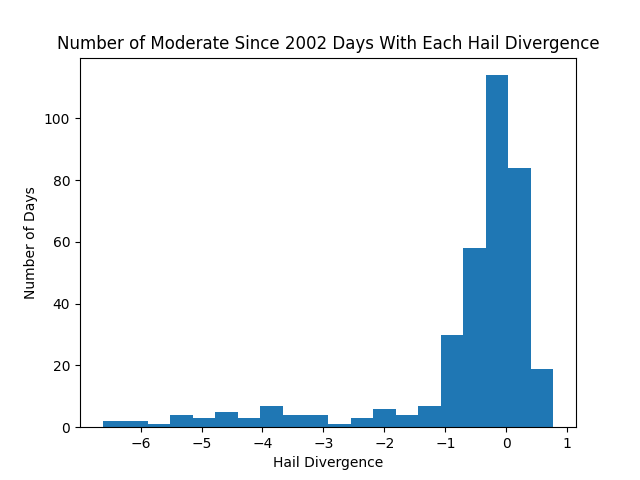 Number of Moderate Since 2002 Days With Each Hail Divergence
Number of Days
100
80
60
40
20
0
−6 −5 −4 −3 −2 −1 0 1
Hail Divergence